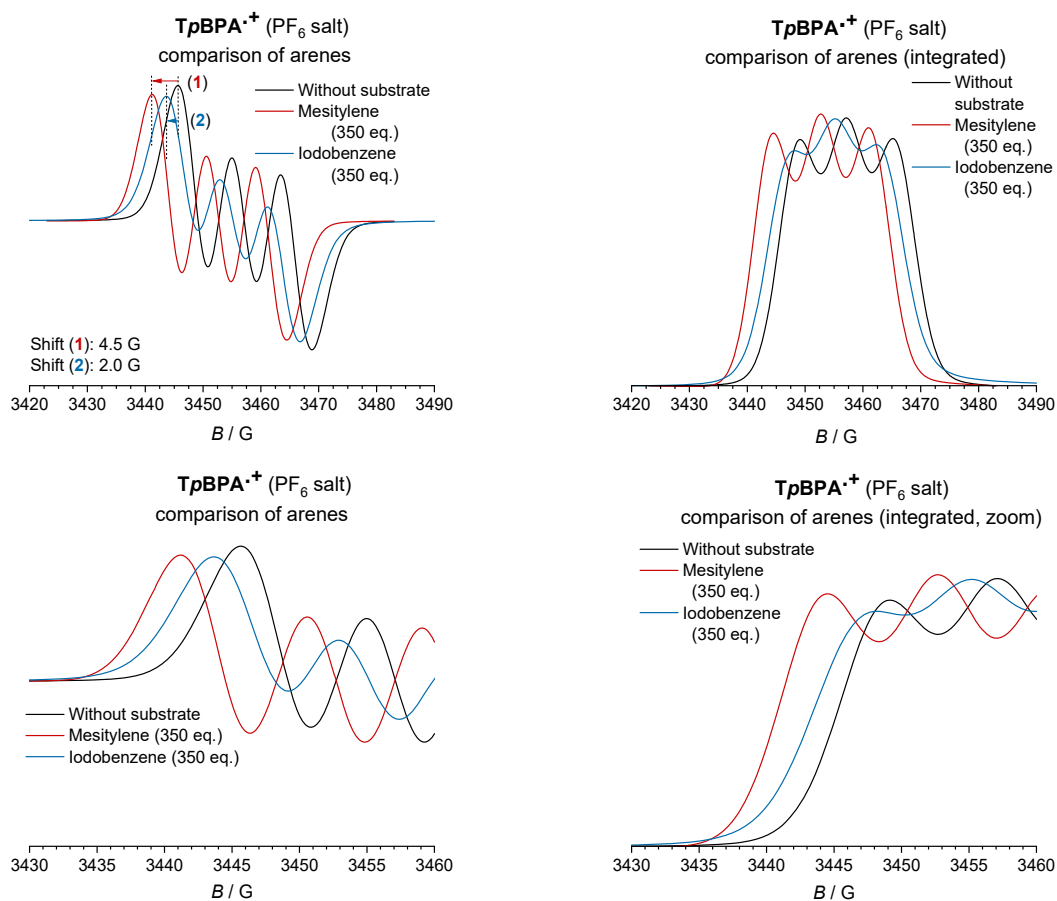 TpBPA·+ (PF6 salt)
comparison of arenes
(1)
(2)
Without substrate
Mesitylene
(350 eq.)
Iodobenzene
(350 eq.)
Shift (1): 4.5 G
Shift (2): 2.0 G
3420 3430 3440 3450 3460 3470 3480 3490
B / G
TpBPA·+ (PF6 salt)
comparison of arenes (integrated)
Without
substrate
Mesitylene
(350 eq.)
Iodobenzene
(350 eq.)
3420 3430 3440 3450 3460 3470 3480 3490
B / G
TpBPA·+ (PF6 salt)
comparison of arenes
Without substrate
Mesitylene (350 eq.)
Iodobenzene (350 eq.)
3430 3435 3440 3445 3450 3455 3460
B / G
TpBPA·+ (PF6 salt)
comparison of arenes (integrated, zoom)
Without substrate
Mesitylene
(350 eq.)
Iodobenzene
(350 eq.)
3430 3435 3440 3445 3450 3455 3460
B / G